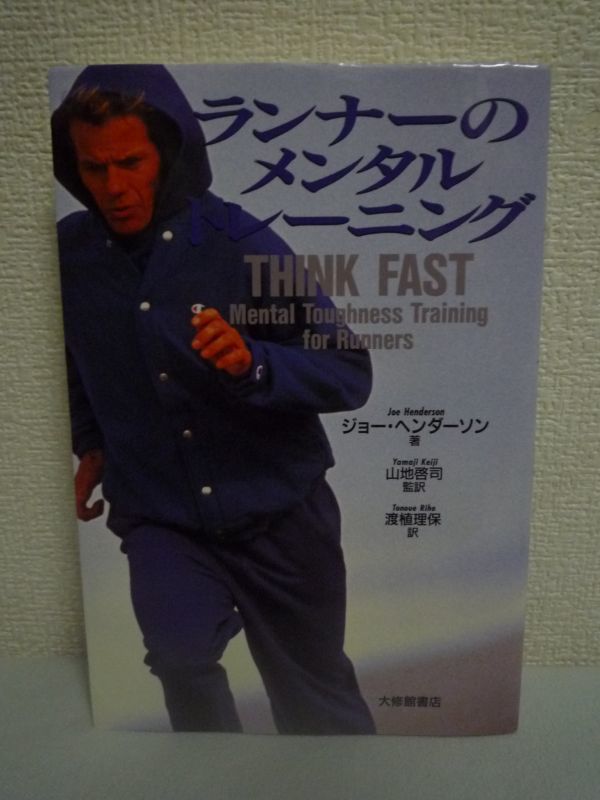 ランナーの
メンタル
トレーニング
THINK FAST
Mental Toughness Training
for Runners
Joe Henderson
ジョー・ヘンダーソン
著
Yamaji Keiji
山地啓司
監訳
Tanoue Riho
渡植理保
訳
大修館書店